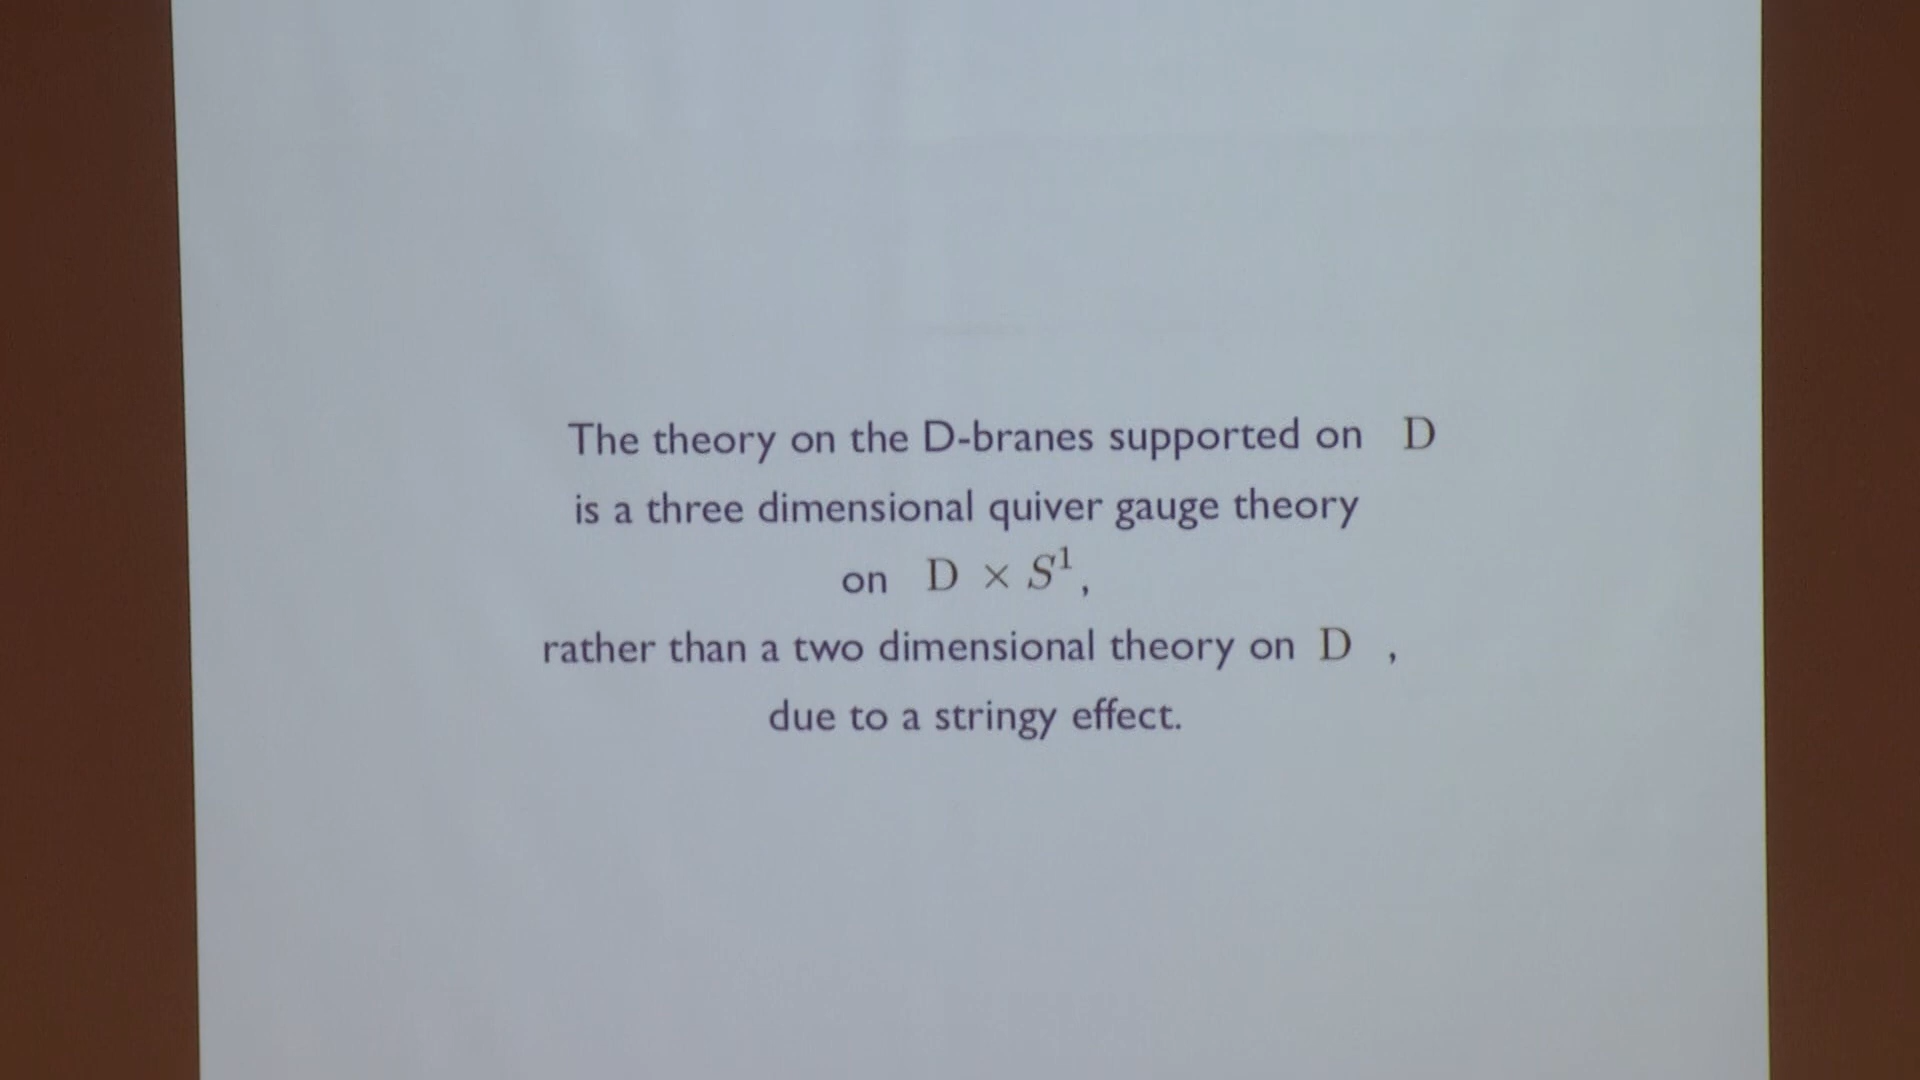 The theory on the D-branes supported on D
is a three dimensional quiver gauge theory
on D × S¹,
rather than a two dimensional theory on D ,
due to a stringy effect.